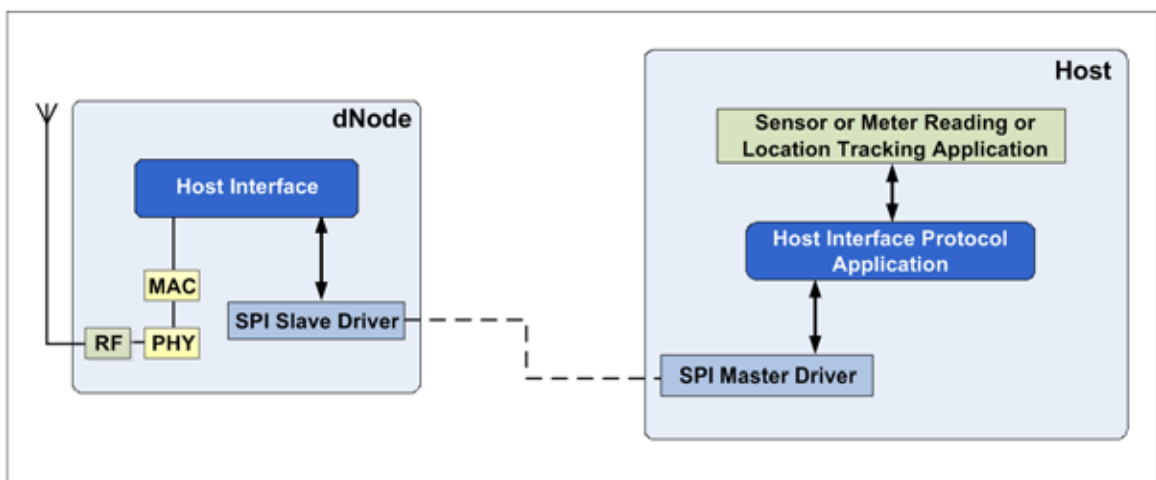 dNode
Host Interface
MAC
SPI Slave Driver
RF
PHY
Host
Sensor or Meter Reading or
Location Tracking Application
Host Interface Protocol
Application
SPI Master Driver